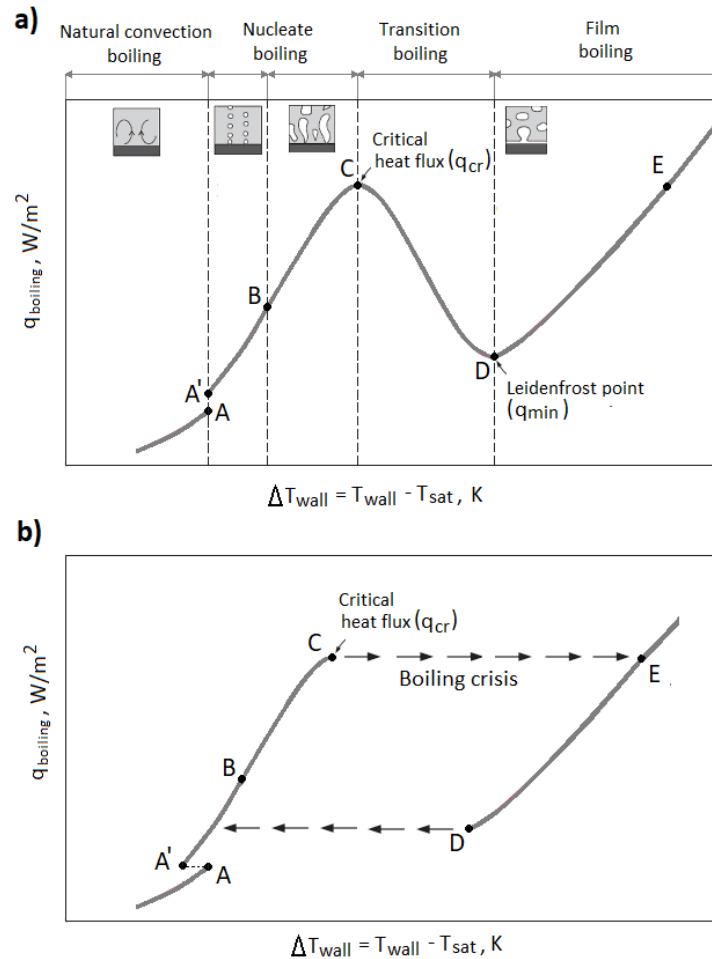 a)
Natural convection
boiling
Nucleate
boiling
Transition
boiling
Film
boiling
Critical
heat flux (qcr)
C
E
B
A'
A
D
Leidenfrost point
(qmin)
qboiling , W/m²
ΔTwall = Twall - Tsat , K
b)
Critical
heat flux (qcr)
C
Boiling crisis
E
B
D
A'
A
qboiling , W/m²
ΔTwall = Twall - Tsat , K